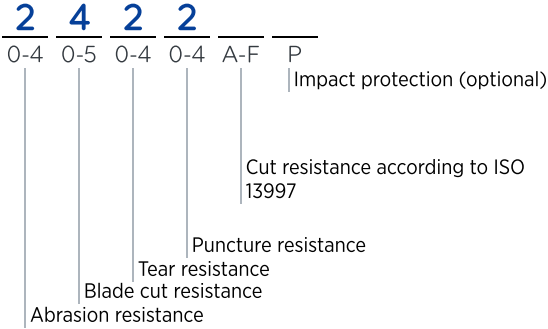 2 4 2 2
0-4 0-5 0-4 0-4 A-F P
Impact protection (optional)
Cut resistance according to ISO
13997
Puncture resistance
Tear resistance
Blade cut resistance
Abrasion resistance